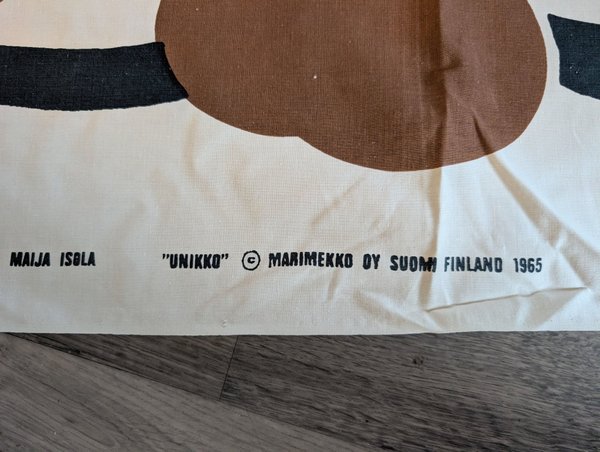 MAIJA ISOLA "UNIKKO" © MARIMEKKO OY SUOMI FINLAND 1965